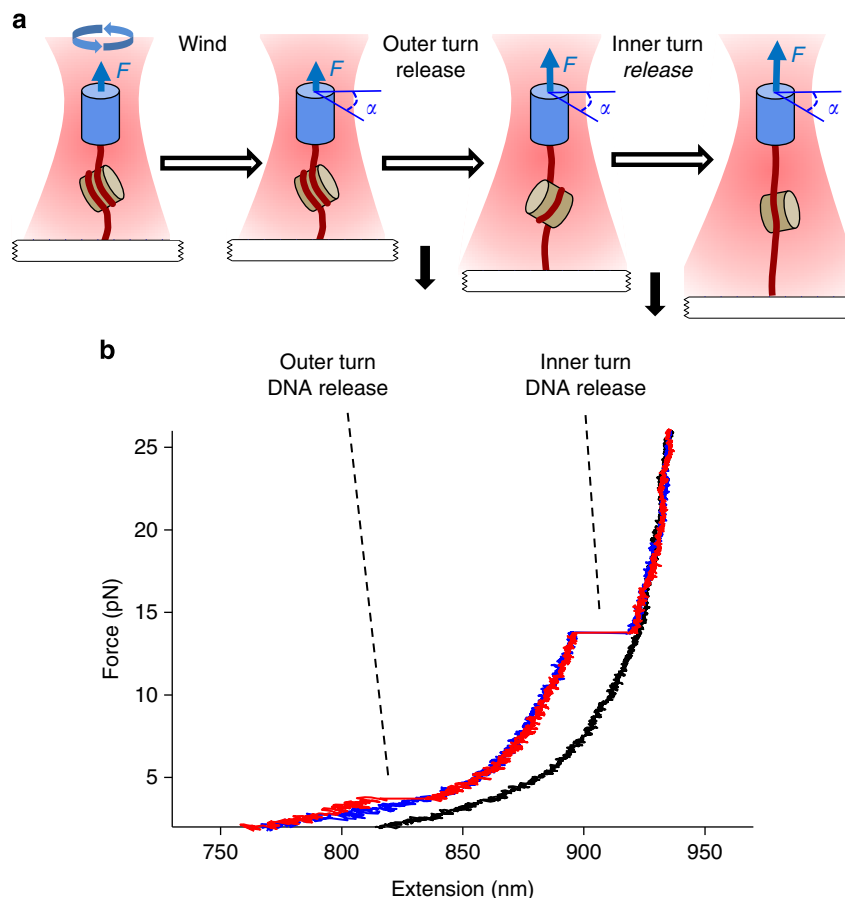 a
Wind
Outer turn
release
Inner turn
release
F
F
α
F
α
F
α
b
Outer turn
DNA release
Inner turn
DNA release
25
20
15
10
5
Force (pN)
750
800
850
900
950
Extension (nm)